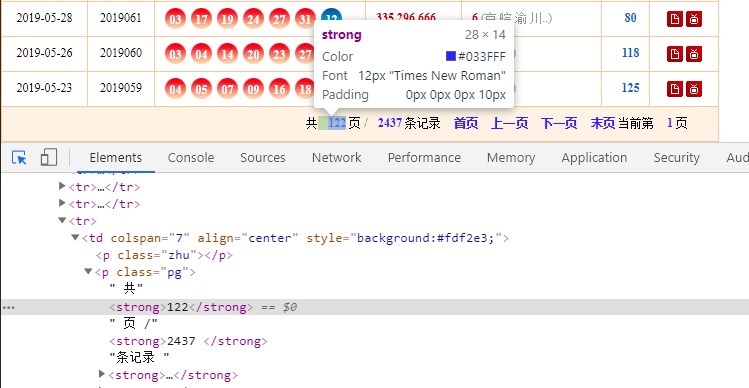 2019-05-28 2019061 03 17 19 24 27 31 12 335,296,666 6 (京皖渝川..) 80
2019-05-26 2019060 03 04 20 23 118
2019-05-23 2019059 04 05 07 09 125
strong 28 × 14
Color #033FFF
Font 12px "Times New Roman"
Padding 0px 0px 0px 10px
共 122 页 / 2437 条记录 首页 上一页 下一页 末页 当前第 1 页
Elements Console Sources Network Performance Memory Application Security Aud
<tr>…</tr>
<tr>…</tr>
<tr>
<td colspan="7" align="center" style="background:#fdf2e3;">
<p class="zhu"></p>
<p class="pg">
" 共"
… <strong>122</strong> == $0
" 页 /"
<strong>2437 </strong>
"条记录 "
<strong>…</strong>